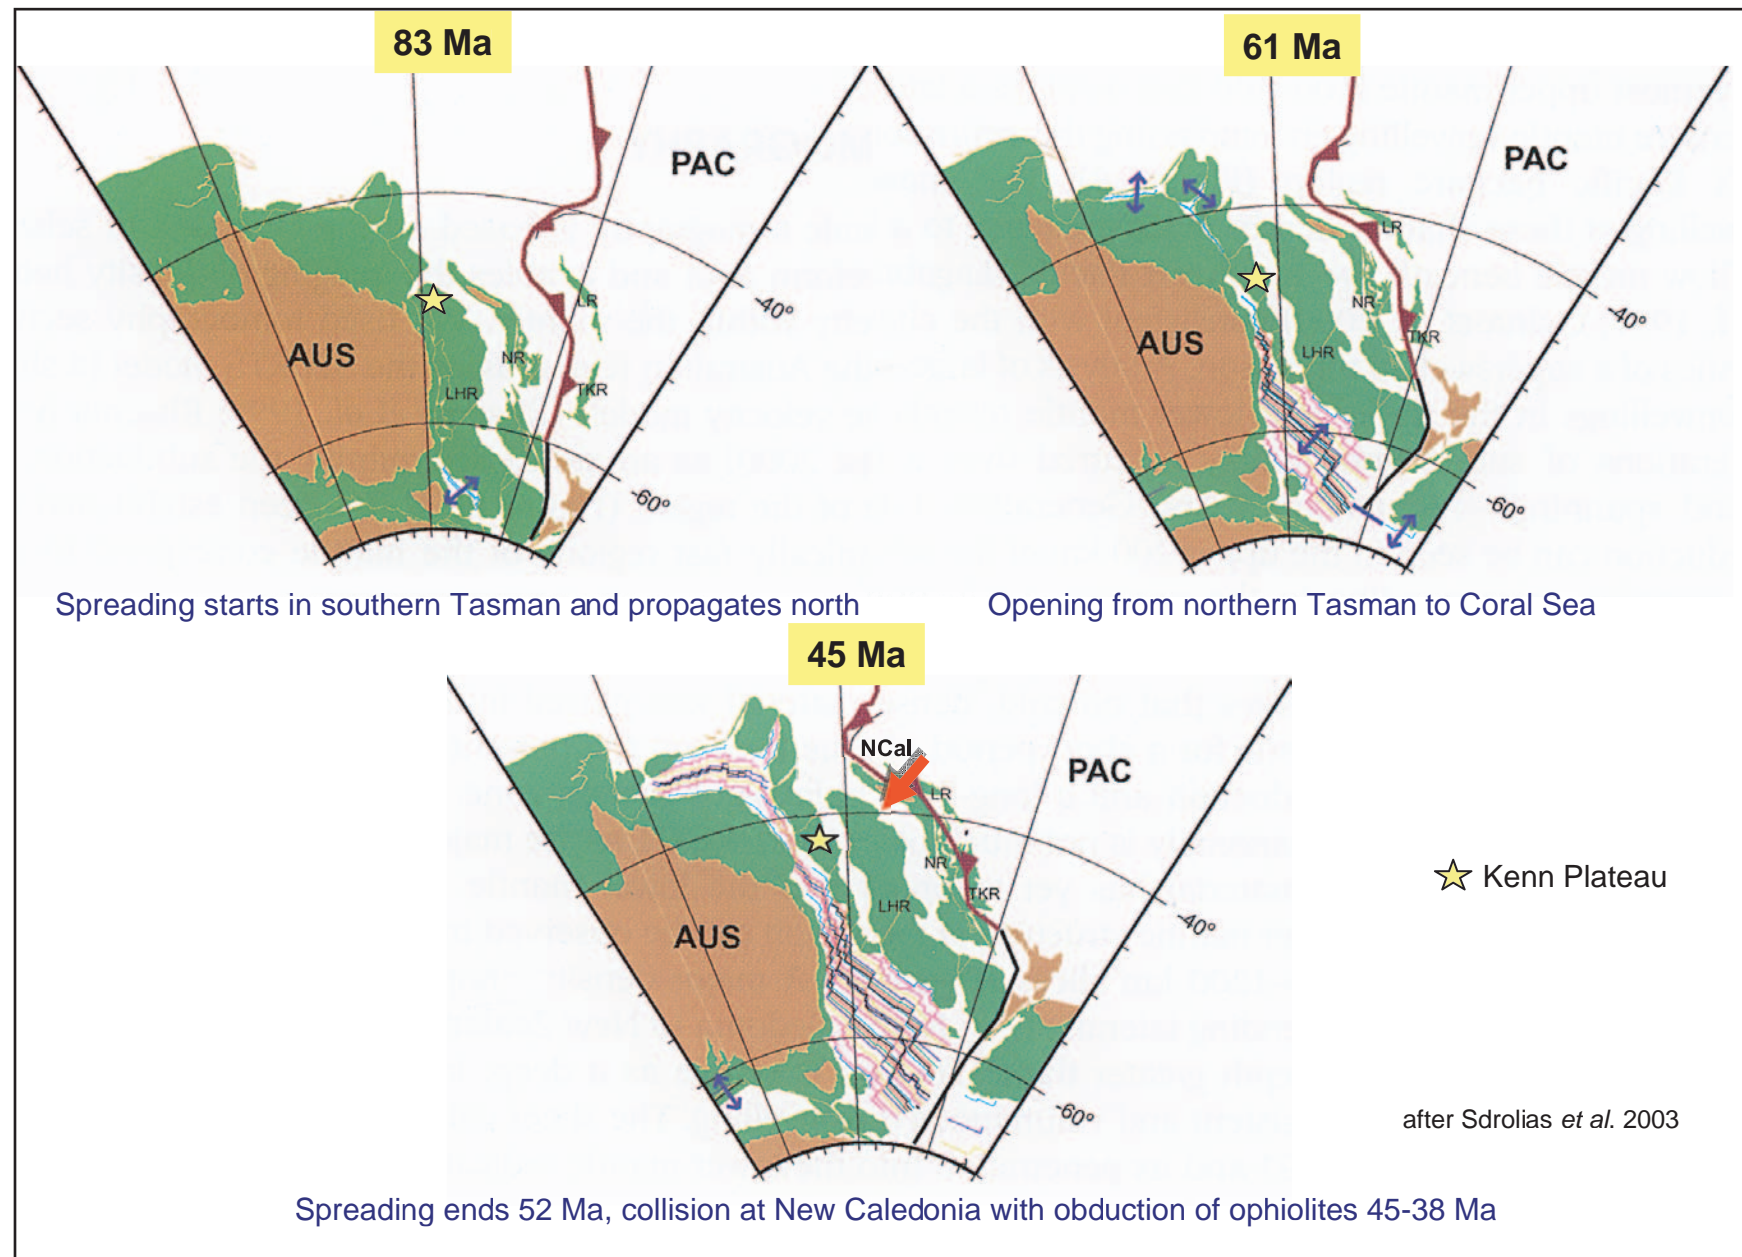 83 Ma
PAC
AUS
LR
NR
LHR
TKR
-40°
-60°
Spreading starts in southern Tasman and propagates north
61 Ma
PAC
AUS
LR
NR
TKR
LHR
-40°
-60°
Opening from northern Tasman to Coral Sea
45 Ma
NCal
PAC
LR
NR
TKR
LHR
AUS
-40°
-60°
Kenn Plateau
after Sdrolias et al. 2003
Spreading ends 52 Ma, collision at New Caledonia with obduction of ophiolites 45-38 Ma